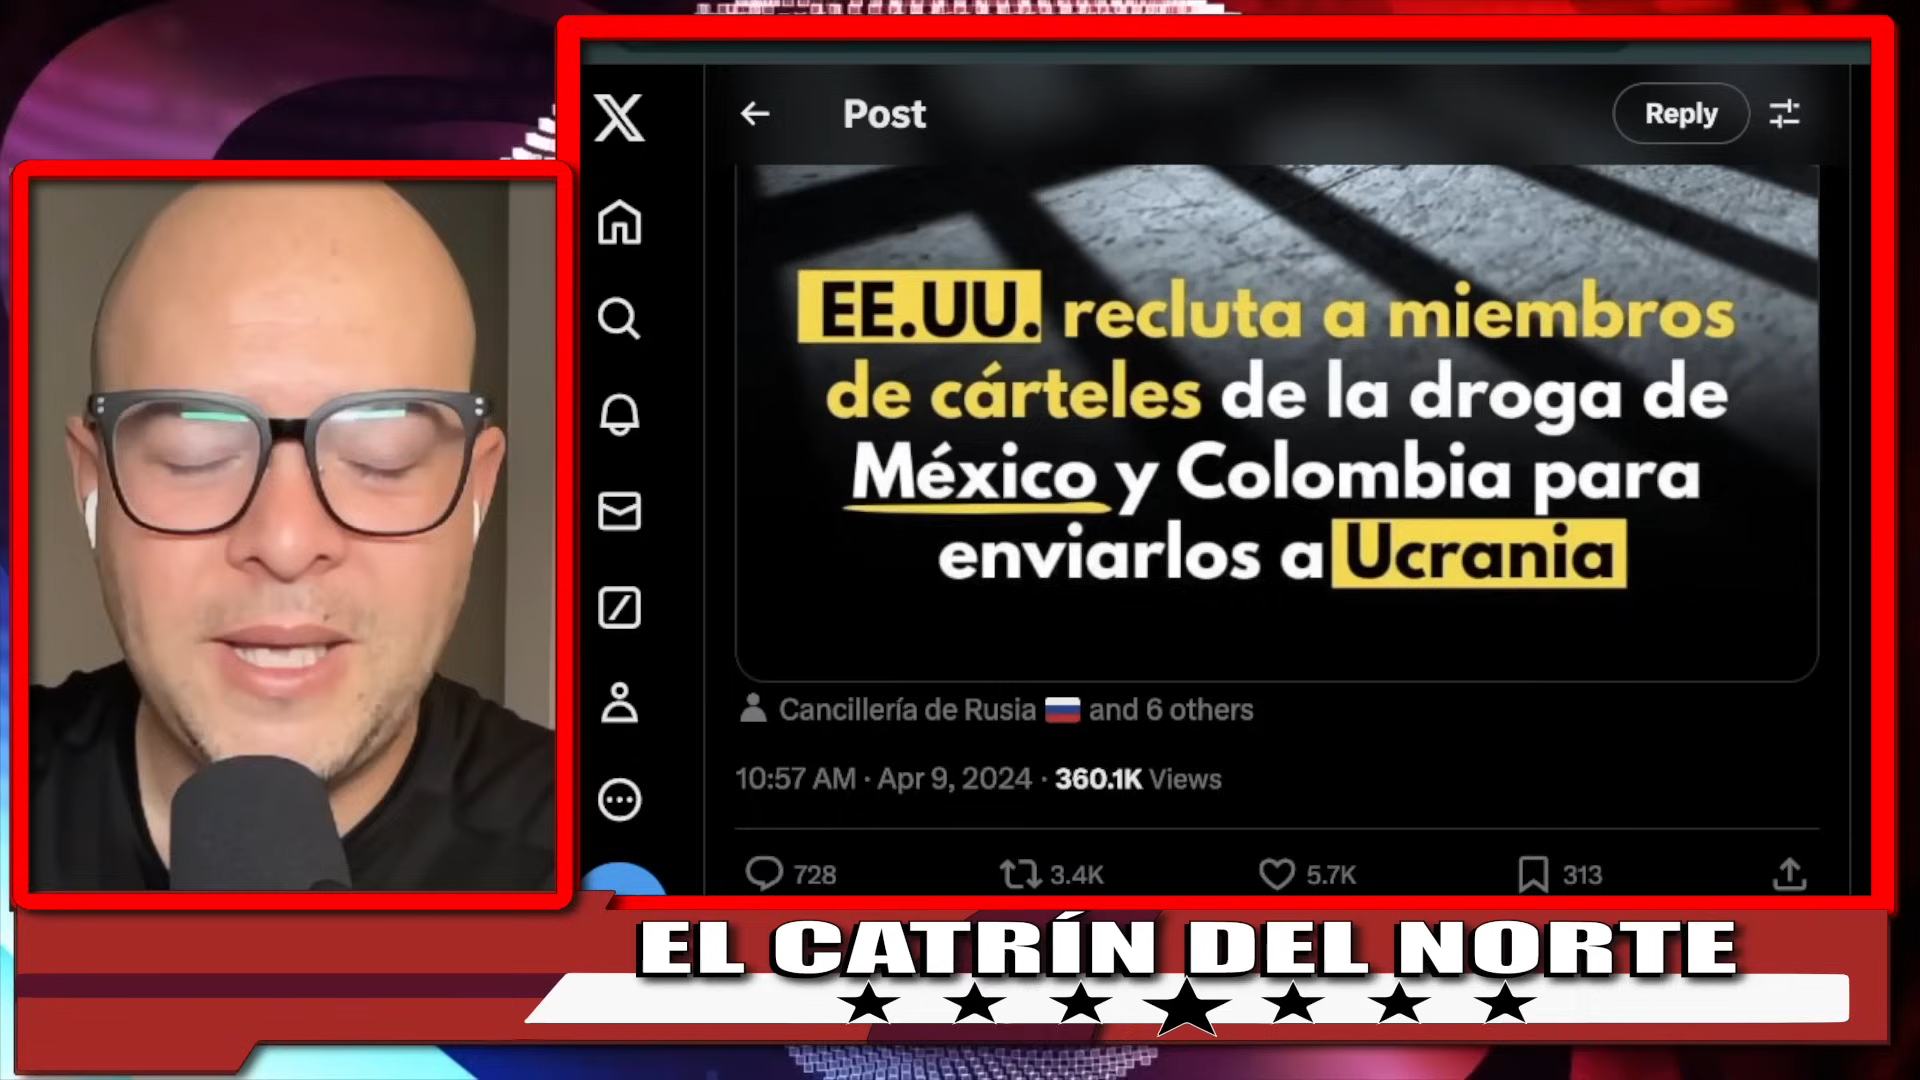 Post
Reply
EE.UU. recluta a miembros
de cárteles de la droga de
México y Colombia para
enviarlos a Ucrania
Cancillería de Rusia and 6 others
10:57 AM · Apr 9, 2024 · 360.1K Views
728 3.4K 5.7K 313
EL CATRÍN DEL NORTE